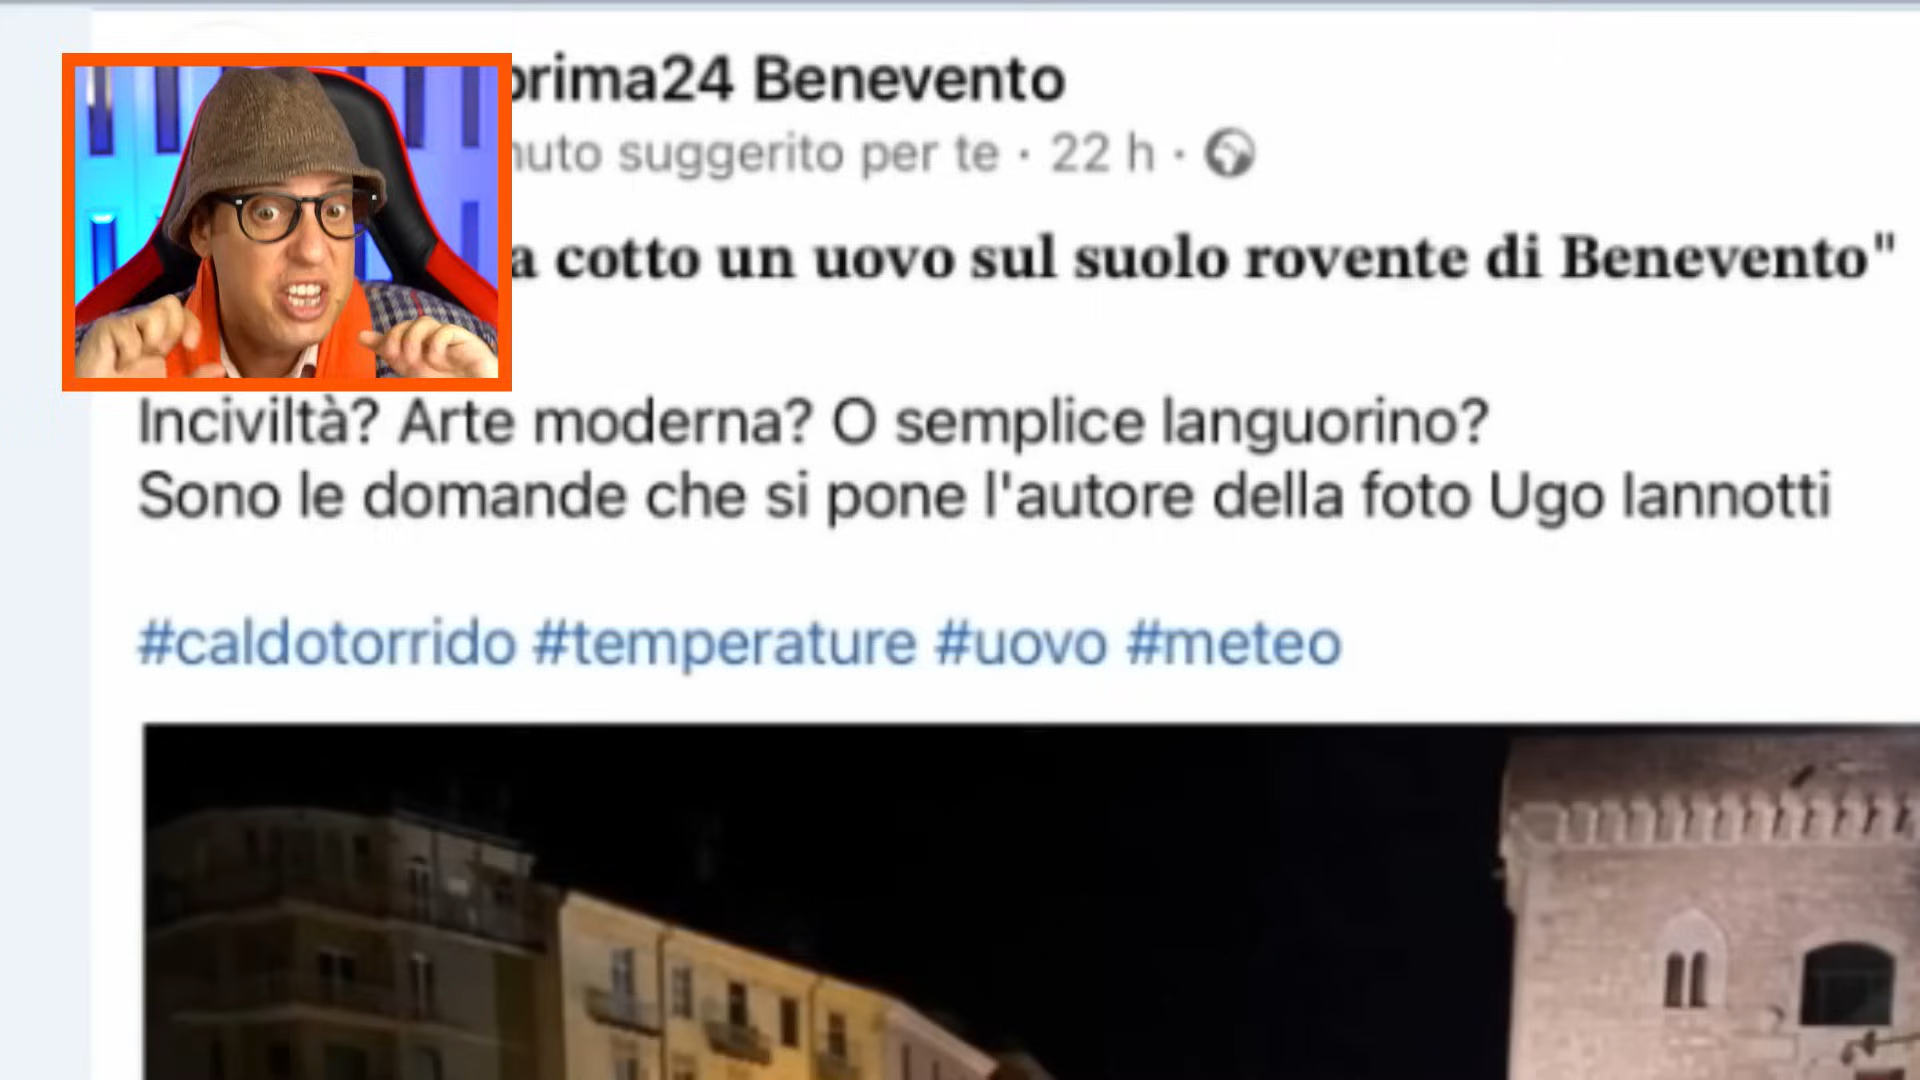 prima24 Benevento
suggerito per te · 22 h ·
cotto un uovo sul suolo rovente di Benevento"
Inciviltà? Arte moderna? O semplice languorino?
Sono le domande che si pone l'autore della foto Ugo Iannotti
#caldotorrido #temperature #uovo #meteo